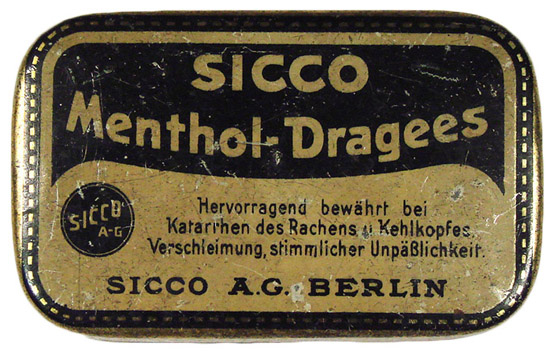 SICCO
Menthol-Dragees
SICCO
A-G
Hervorragend bewährt bei
Katarrhen des Rachens u. Kehlkopfes,
Verschleimung, stimmlicher Unpäßlichkeit.
SICCO A.G. BERLIN